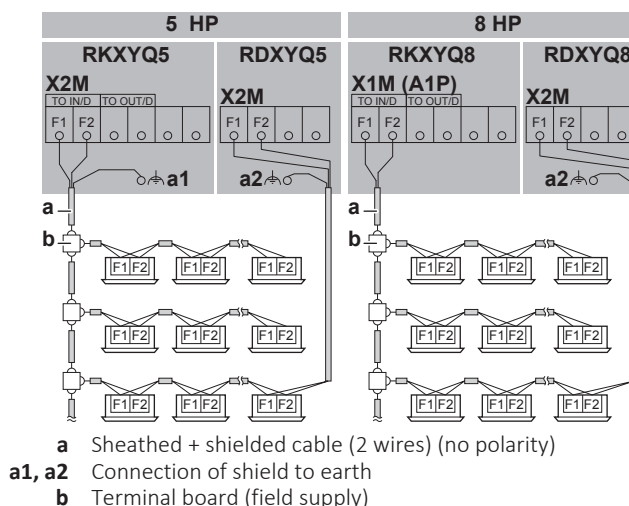 5 HP 8 HP
RKXYQ5 RDXYQ5 RKXYQ8 RDXYQ8
X2M X1M (A1P)
TO IN/D TO OUT/D X2M TO IN/D TO OUT/D X2M
F1 F2 F1 F2 F1 F2 F1 F2
a1 a2 a2
a a
b b
F1 F2 F1 F2 F1 F2 F1 F2 F1 F2 F1 F2
F1 F2 F1 F2 F1 F2 F1 F2 F1 F2 F1 F2
F1 F2 F1 F2 F1 F2 F1 F2 F1 F2 F1 F2
a Sheathed + shielded cable (2 wires) (no polarity)
a1, a2 Connection of shield to earth
b Terminal board (field supply)